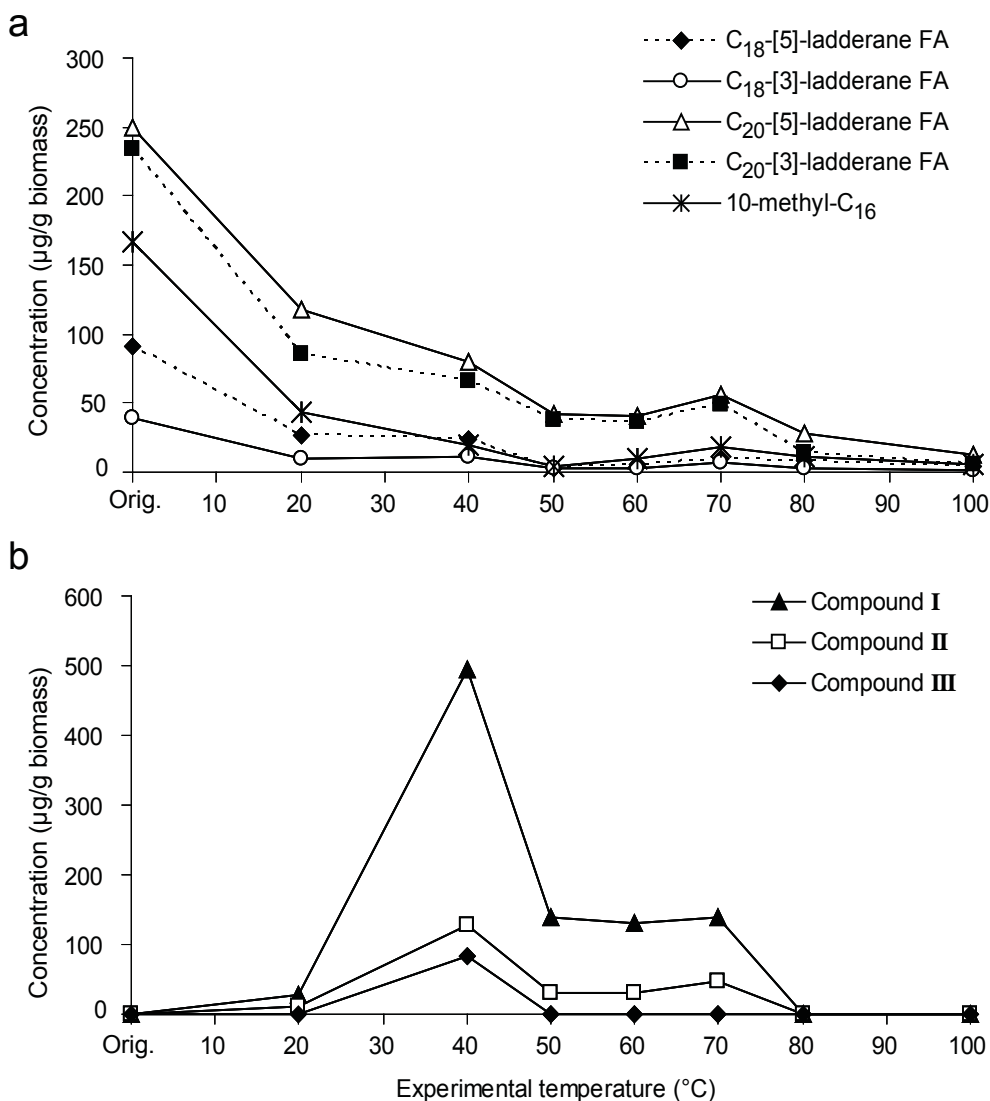 a
C18-[5]-ladderane FA
C18-[3]-ladderane FA
C20-[5]-ladderane FA
C20-[3]-ladderane FA
10-methyl-C16
Concentration (µg/g biomass)
300
250
200
150
100
50
0
Orig. 10 20 30 40 50 60 70 80 90 100
b
Compound I
Compound II
Compound III
Concentration (µg/g biomass)
600
500
400
300
200
100
0
Orig. 10 20 30 40 50 60 70 80 90 100
Experimental temperature (°C)